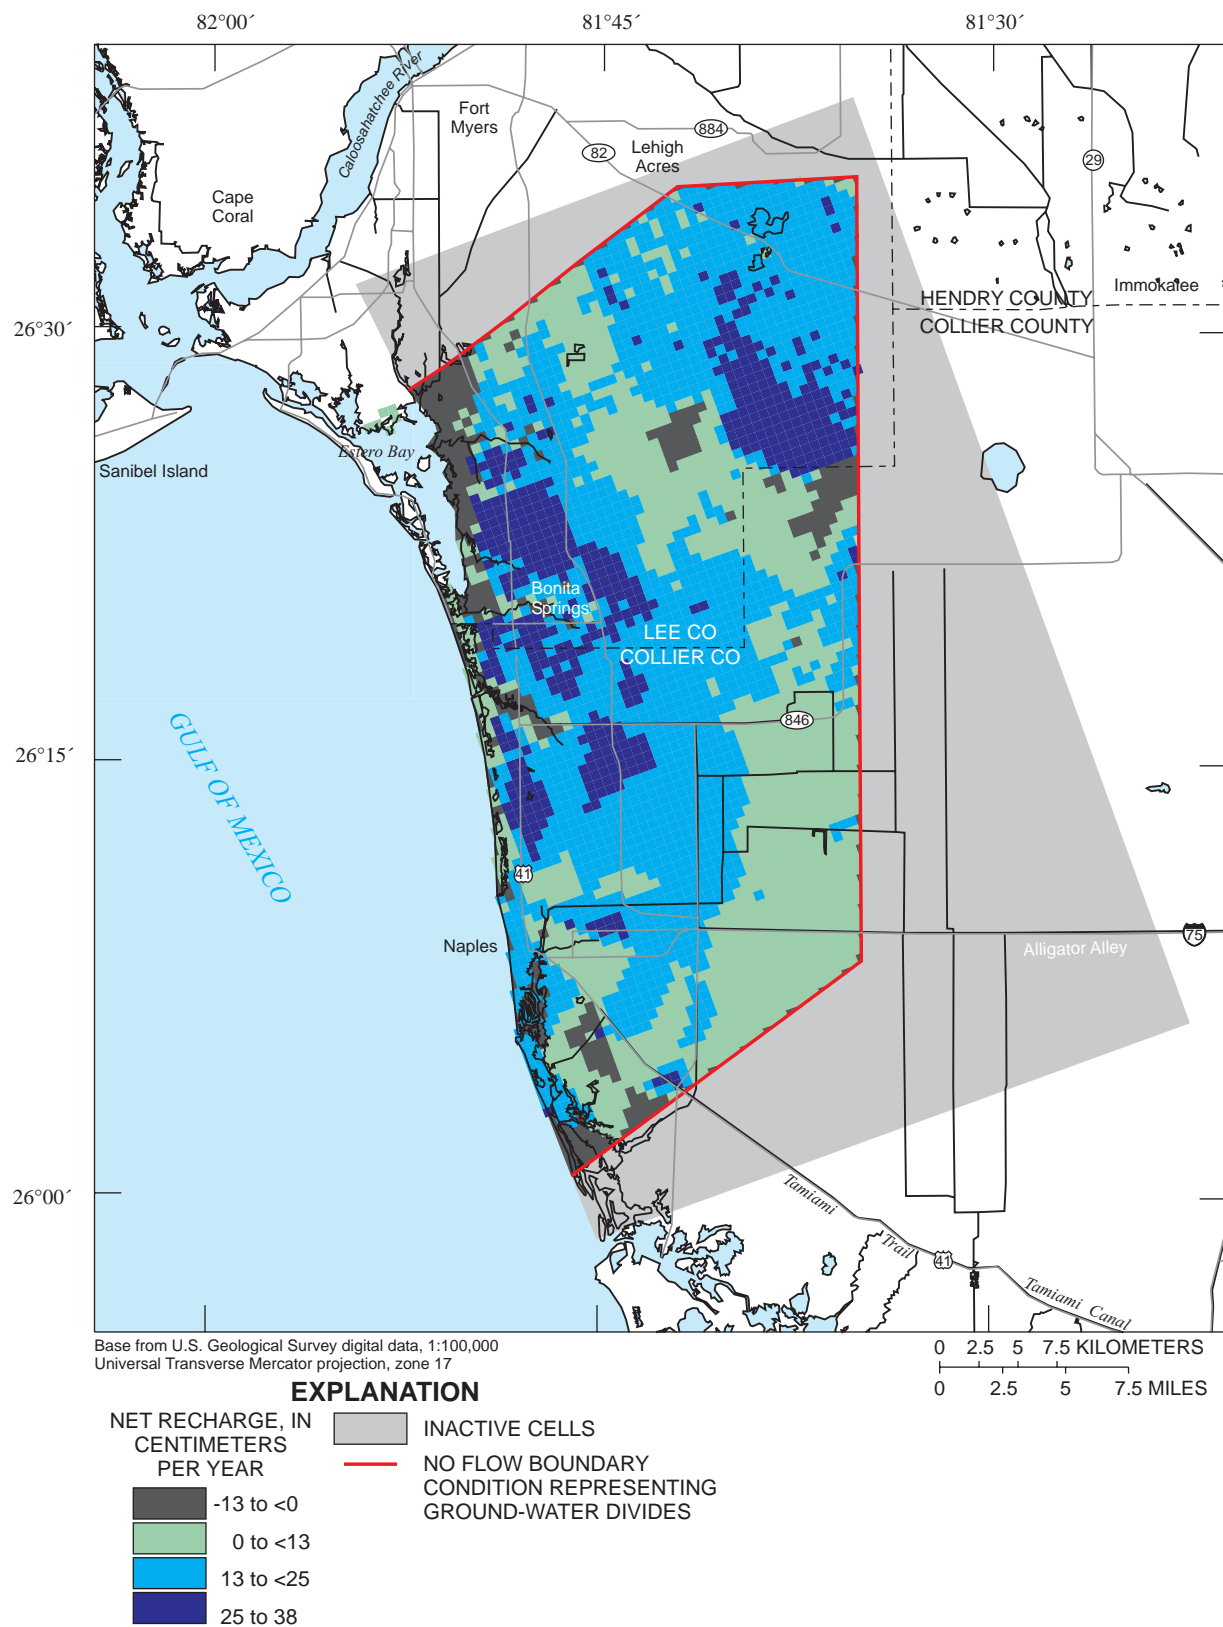 82°00´ 81°45´ 81°30´
Caloosahatchee River
Fort
Myers
884
82
Lehigh
Acres
29
Cape
Coral
Immokalee
HENDRY COUNTY
26°30´
COLLIER COUNTY
Estero Bay
Sanibel Island
Bonita
Springs
LEE CO
COLLIER CO
846
GULF OF MEXICO
26°15´
41
Naples
75
Alligator Alley
26°00´
Tamiami
Trail
41
Tamiami Canal
Base from U.S. Geological Survey digital data, 1:100,000
Universal Transverse Mercator projection, zone 17
0 2.5 5 7.5 KILOMETERS
0 2.5 5 7.5 MILES
EXPLANATION
NET RECHARGE, IN
CENTIMETERS
PER YEAR
-13 to <0
0 to <13
13 to <25
25 to 38
INACTIVE CELLS
NO FLOW BOUNDARY
CONDITION REPRESENTING
GROUND-WATER DIVIDES